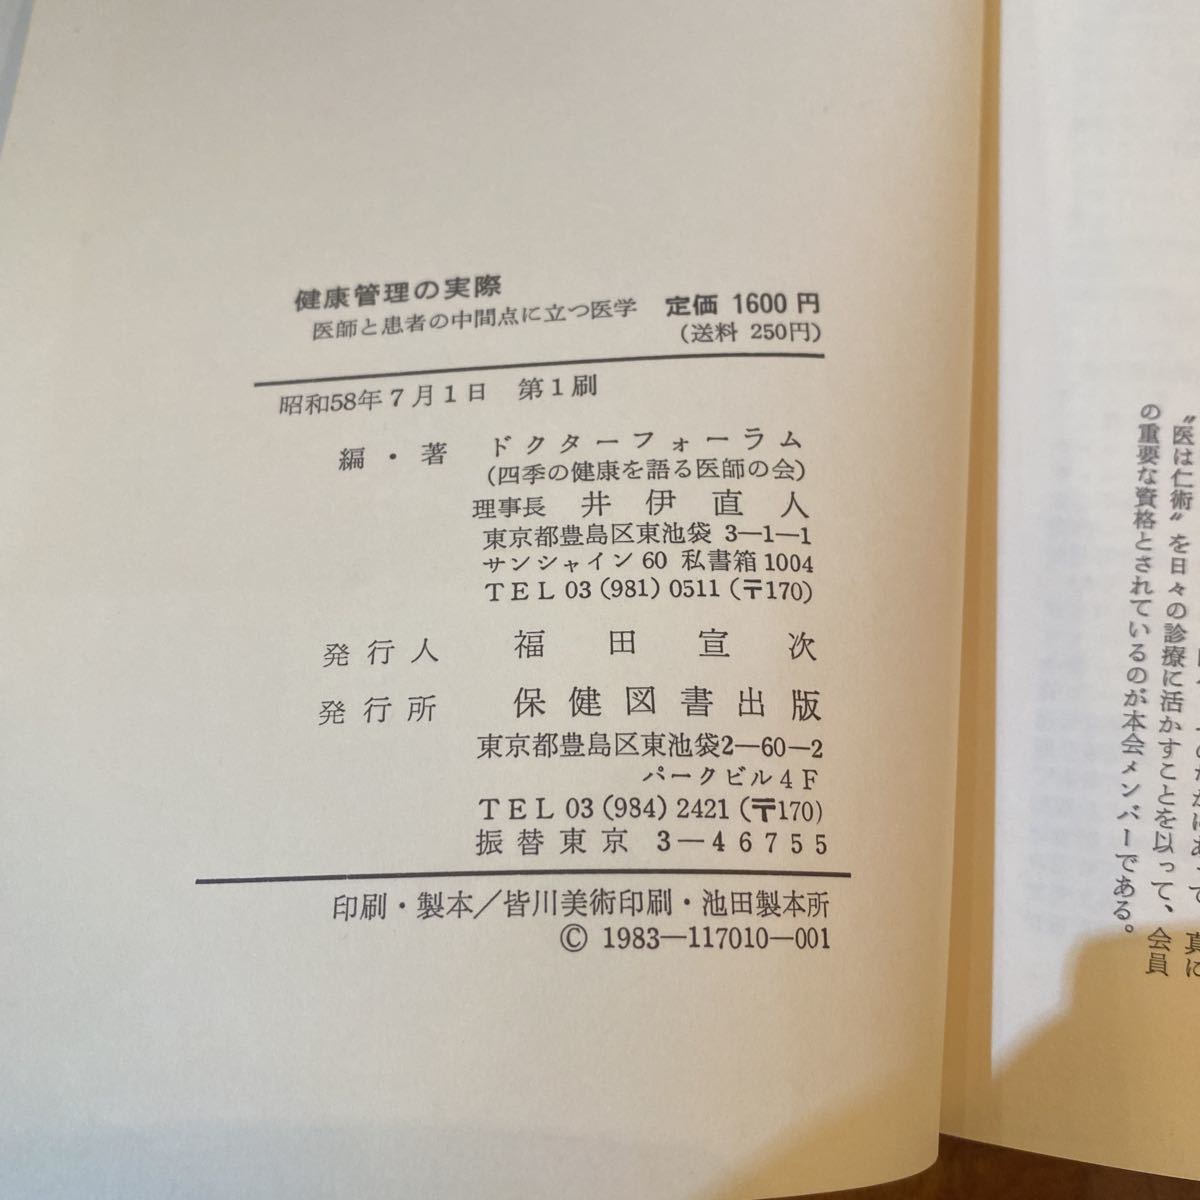 健康管理の実際
医師と患者の中間点に立つ医学 定価 1600 円
(送料 250円)
昭和58年7月1日 第1刷
編・著 ドクターフォーラム
(四季の健康を語る医師の会)
理事長 井伊直人
東京都豊島区東池袋 3―1―1
サンシャイン 60 私書箱 1004
TEL 03 (981) 0511 (〒170)
発行人 福田宣次
発行所 保健図書出版
東京都豊島区東池袋2―60―2
パークビル4F
TEL 03 (984) 2421 (〒170)
振替東京 3―46755
印刷・製本／皆川美術印刷・池田製本所
© 1983―117010―001
〝医は仁術〟を日々の診療に活かすことを以って、会員
の重要な資格とされているのが本会メンバーである。